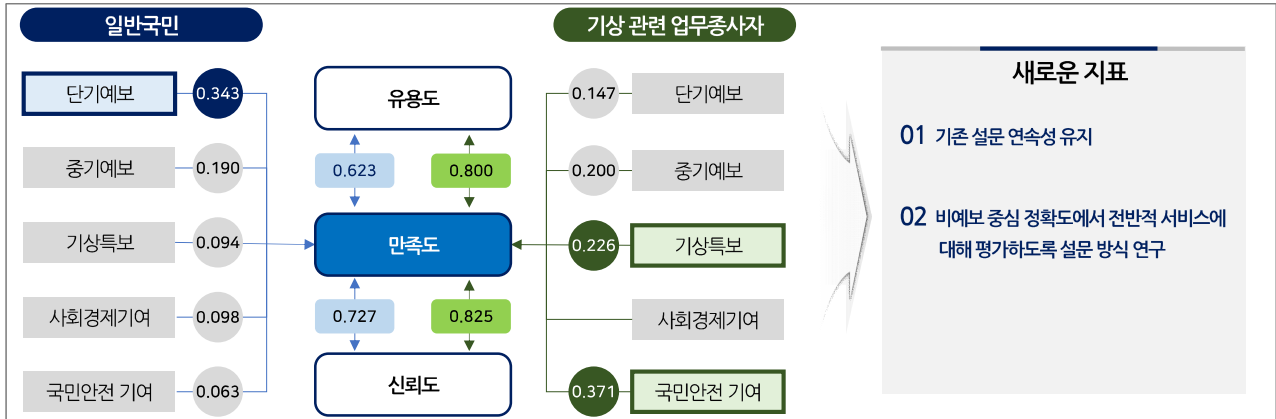 일반국민
단기예보 0.343
중기예보 0.190
기상특보 0.094
사회경제기여 0.098
국민안전 기여 0.063
유용도
0.623 0.800
만족도
0.727 0.825
신뢰도
기상 관련 업무종사자
0.147 단기예보
0.200 중기예보
0.226 기상특보
사회경제기여
0.371 국민안전 기여
새로운 지표
01 기존 설문 연속성 유지
02 비예보 중심 정확도에서 전반적 서비스에
대해 평가하도록 설문 방식 연구